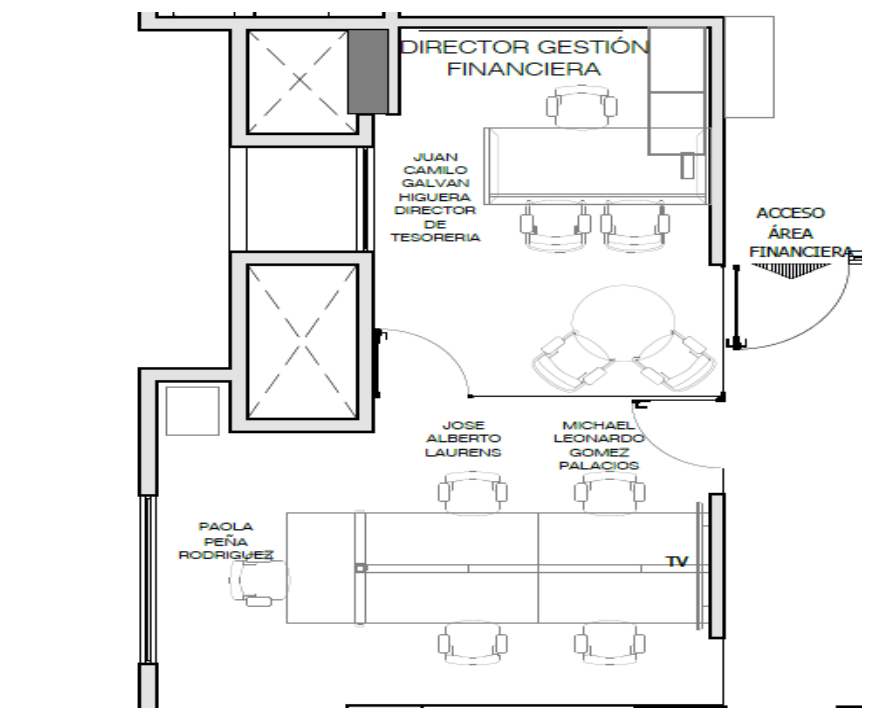 DIRECTOR GESTIÓN
FINANCIERA
JUAN
CAMILO
GALVAN
HIGUERA
DIRECTOR
DE
TESORERIA
ACCESO
ÁREA
FINANCIERA
JOSE
ALBERTO
LAURENS
MICHAEL
LEONARDO
GOMEZ
PALACIOS
PAOLA
PEÑA
RODRIGUEZ
TV